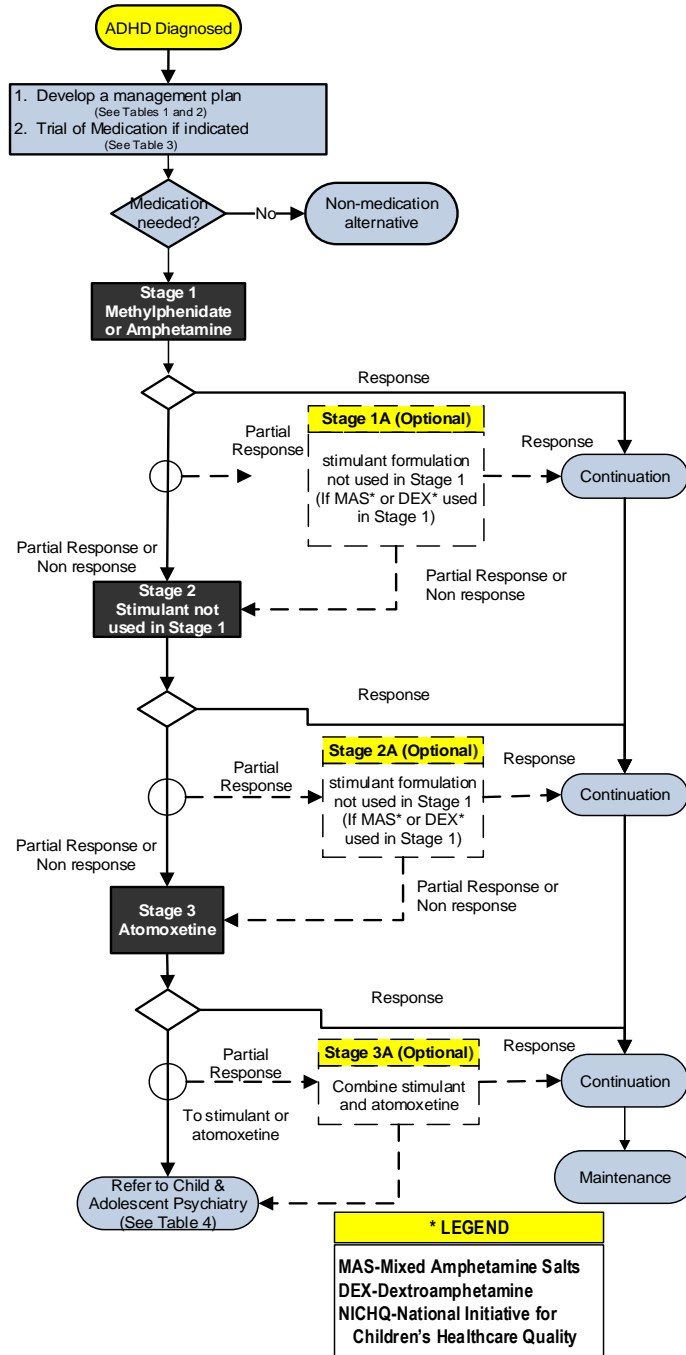 ADHD Diagnosed
1. Develop a management plan
(See Tables 1 and 2)
2. Trial of Medication if indicated
(See Table 3)
Medication
needed?
No
Non-medication
alternative
Stage 1
Methylphenidate
or Amphetamine
Response
Stage 1A (Optional)
Partial
Response
stimulant formulation
not used in Stage 1
(If MAS* or DEX* used
in Stage 1)
Response
Continuation
Partial Response or
Non response
Partial Response or
Non response
Stage 2
Stimulant not
used in Stage 1
Response
Stage 2A (Optional)
Partial
Response
stimulant formulation
not used in Stage 1
(If MAS* or DEX*
used in Stage 1)
Response
Continuation
Partial Response or
Non response
Partial Response or
Non response
Stage 3
Atomoxetine
Response
Stage 3A (Optional)
Partial
Response
Combine stimulant
and atomoxetine
Response
Continuation
To stimulant or
atomoxetine
Maintenance
Refer to Child &
Adolescent Psychiatry
(See Table 4)
* LEGEND
MAS-Mixed Amphetamine Salts
DEX-Dextroamphetamine
NICHQ-National Initiative for
Children's Healthcare Quality